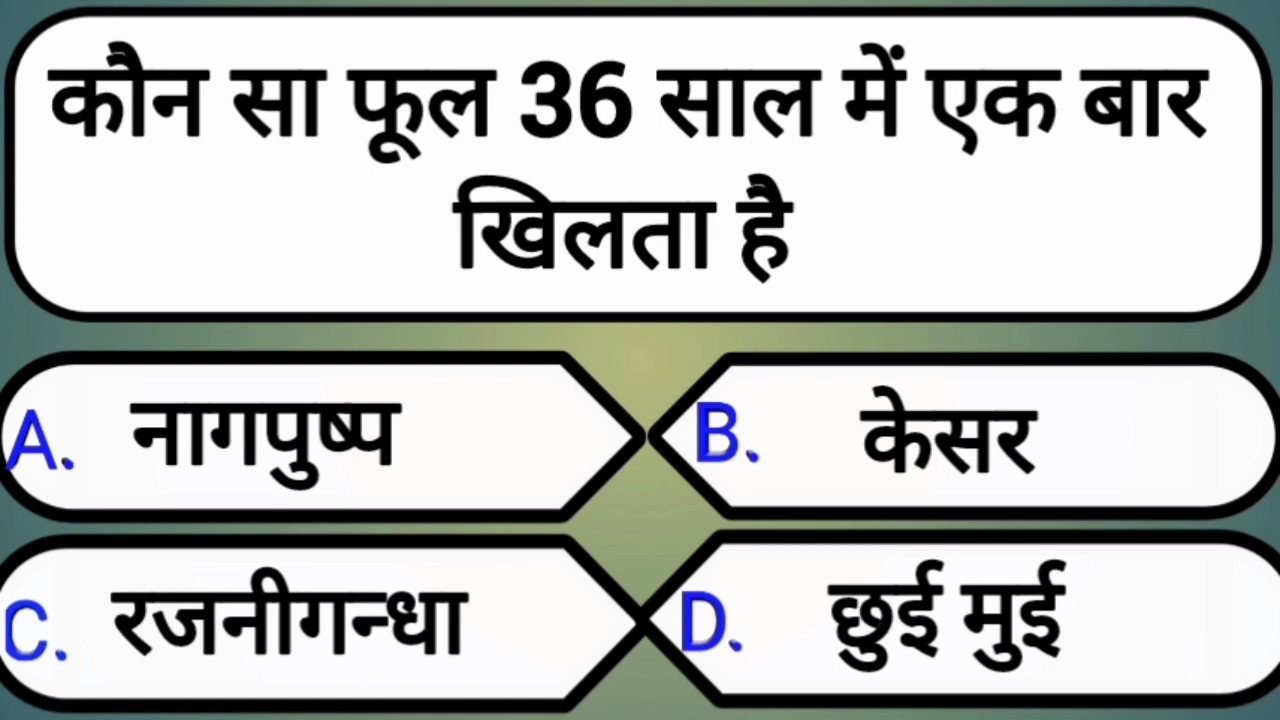 कौन सा फूल 36 साल में एक बार
खिलता है
A. नागपुष्प
B. केसर
C. रजनीगन्धा
D. छुई मुई